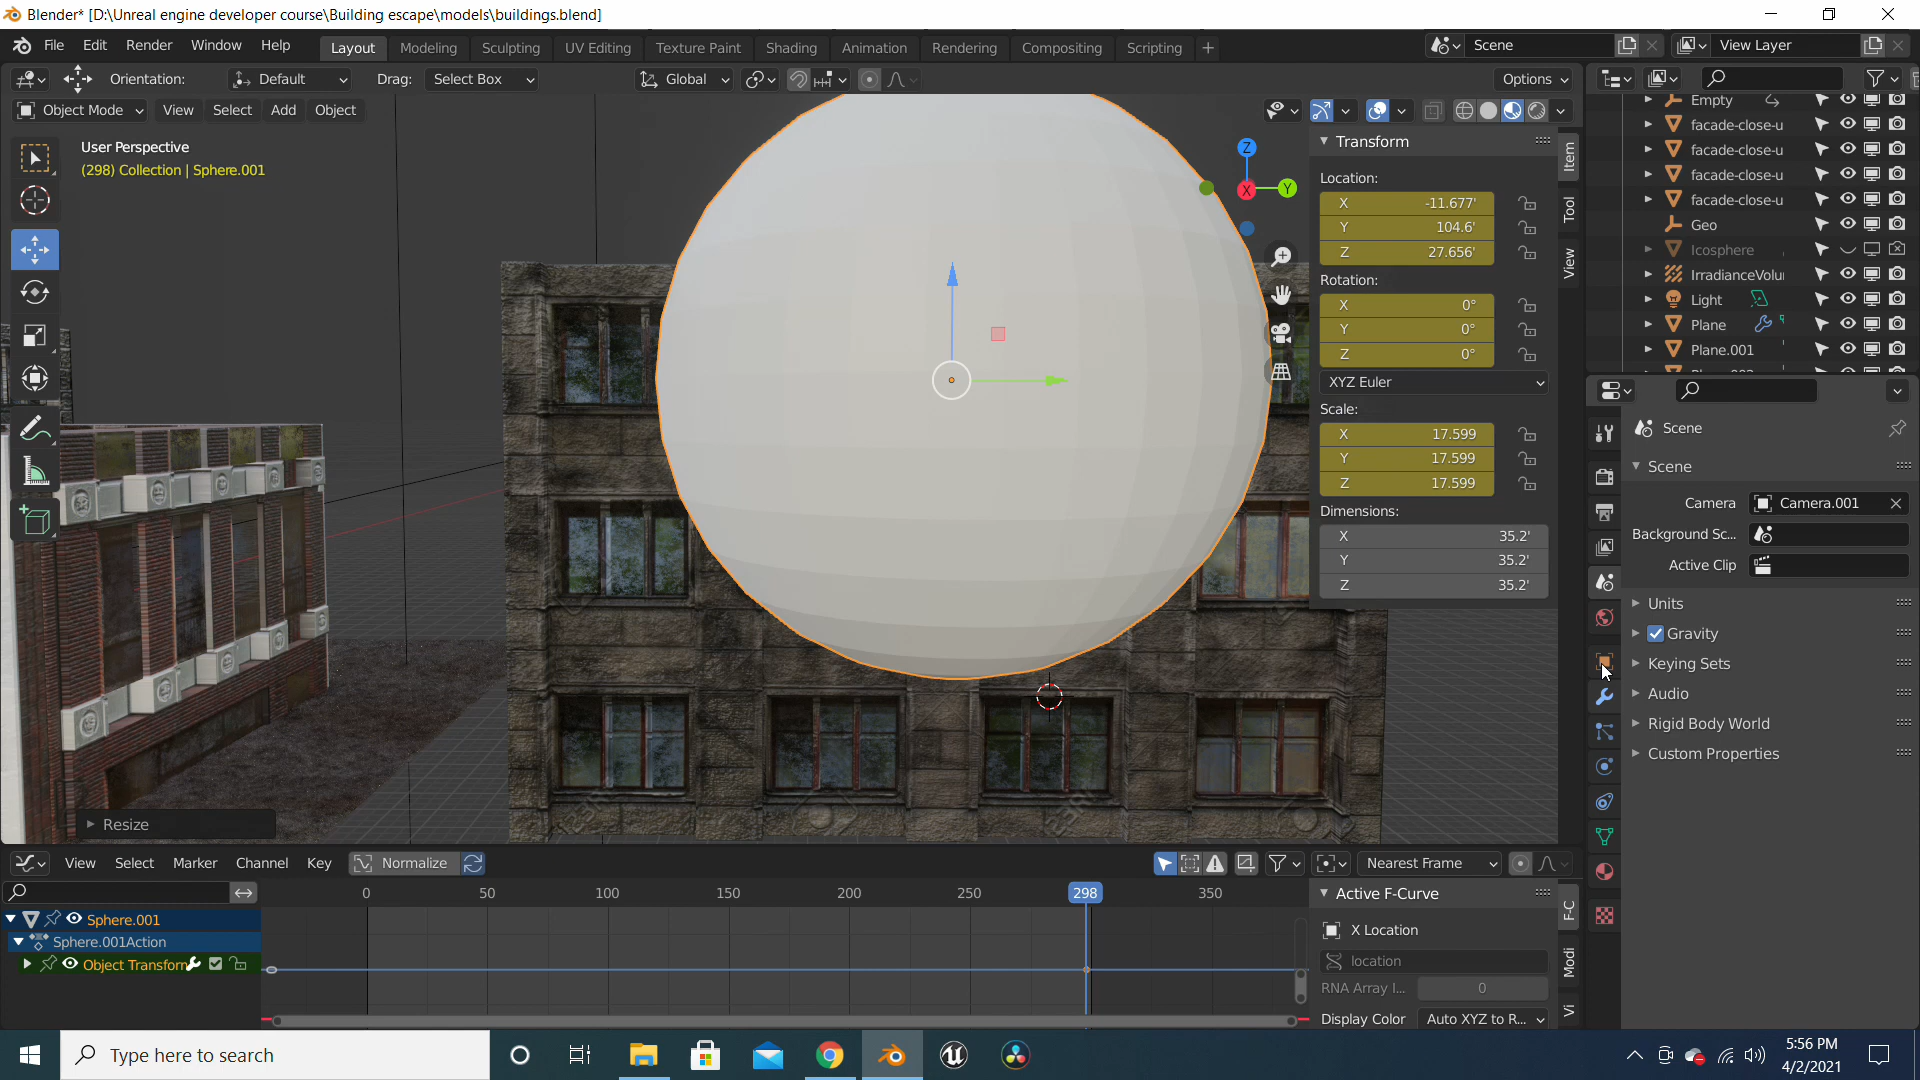 Blender* [D:\Unreal engine developer course\Building escape\models\buildings.blend]
File Edit Render Window Help Layout Modeling Sculpting UV Editing Texture Paint Shading Animation Rendering Compositing Scripting + Scene View Layer
Orientation: Default Drag: Select Box Global Options
Object Mode View Select Add Object
User Perspective
(298) Collection | Sphere.001
Z
Y
X
Transform
Location:
X -11.677'
Y 104.6'
Z 27.656'
Rotation:
X 0°
Y 0°
Z 0°
XYZ Euler
Scale:
X 17.599
Y 17.599
Z 17.599
Dimensions:
X 35.2'
Y 35.2'
Z 35.2'
Item
Tool
View
Empty
facade-close-u
facade-close-u
facade-close-u
facade-close-u
Geo
Icosphere
IrradianceVolu
Light
Plane
Plane.001
Scene
Scene
Camera Camera.001
Background Sc...
Active Clip
Units
Gravity
Keying Sets
Audio
Rigid Body World
Custom Properties
Resize
View Select Marker Channel Key Normalize Nearest Frame
0 50 100 150 200 250 298 350
Sphere.001
Sphere.001Action
Object Transform
Active F-Curve
X Location
location
RNA Array I... 0
Display Color Auto XYZ to R...
F-C
Modi
Vi
Type here to search
5:56 PM
4/2/2021